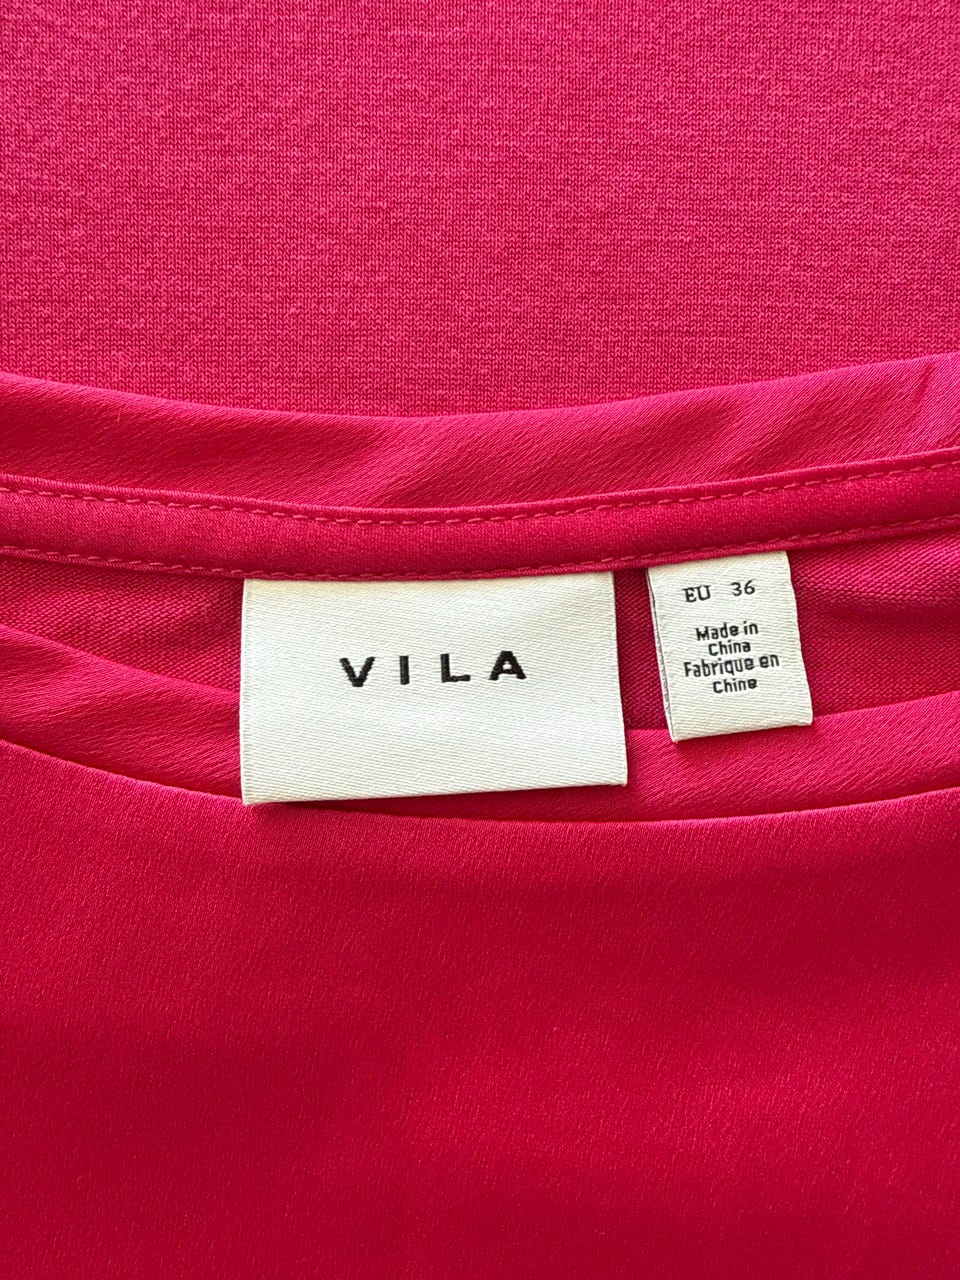 VILA
EU 36
Made in
China
Fabrique en
Chine